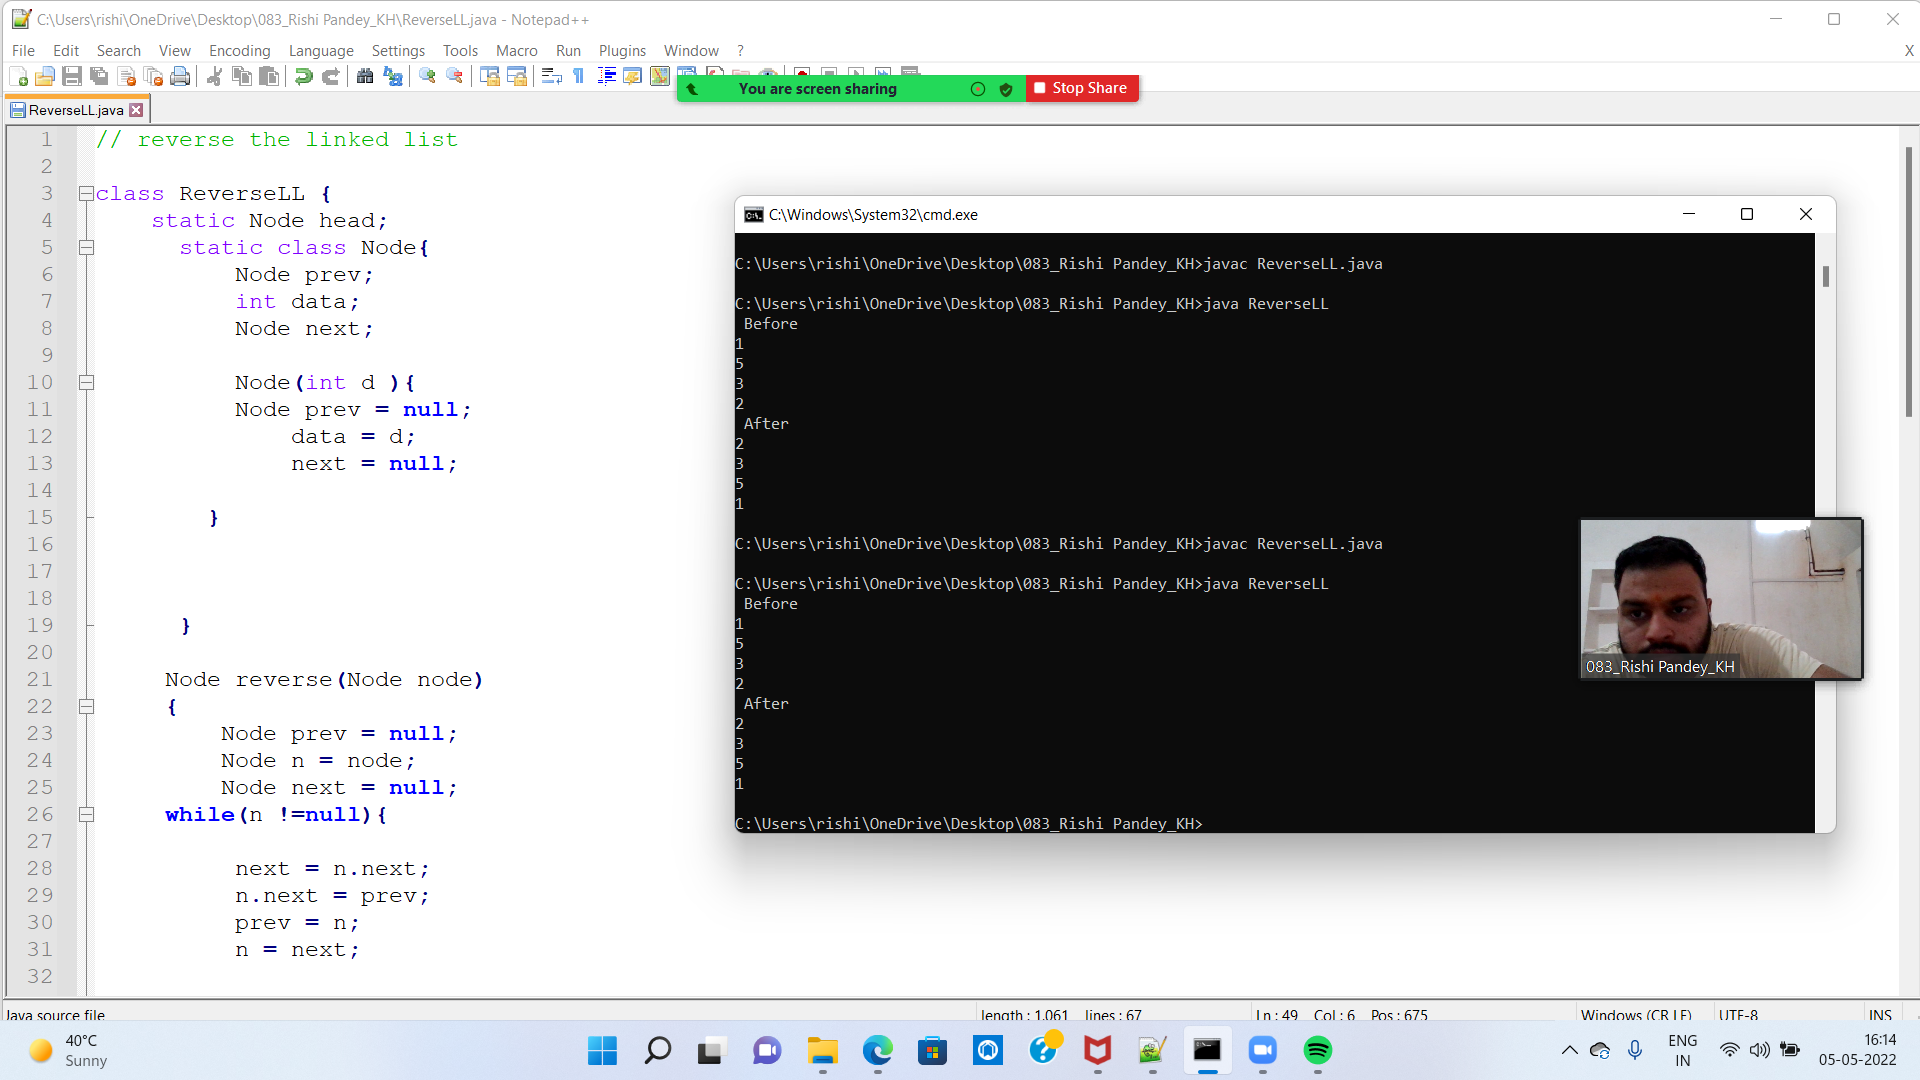 C:\Users\rishi\OneDrive\Desktop\083_Rishi Pandey_KH\ReverseLL.java - Notepad++
File Edit Search View Encoding Language Settings Tools Macro Run Plugins Window ? X
You are screen sharing Stop Share
ReverseLL.java
1 // reverse the linked list
2
3 class ReverseLL {
4 static Node head;
5 static class Node{
6 Node prev;
7 int data;
8 Node next;
9
10 Node(int d ){
11 Node prev = null;
12 data = d;
13 next = null;
14
15 }
16
17
18
19 }
20
21 Node reverse(Node node)
22 {
23 Node prev = null;
24 Node n = node;
25 Node next = null;
26 while(n !=null){
27
28 next = n.next;
29 n.next = prev;
30 prev = n;
31 n = next;
32
C:\Windows\System32\cmd.exe
C:\Users\rishi\OneDrive\Desktop\083_Rishi Pandey_KH>javac ReverseLL.java
C:\Users\rishi\OneDrive\Desktop\083_Rishi Pandey_KH>java ReverseLL
Before
1
5
3
2
After
2
3
5
1
C:\Users\rishi\OneDrive\Desktop\083_Rishi Pandey_KH>javac ReverseLL.java
C:\Users\rishi\OneDrive\Desktop\083_Rishi Pandey_KH>java ReverseLL
Before
1
5
3
2
After
2
3
5
1
C:\Users\rishi\OneDrive\Desktop\083_Rishi Pandey_KH>
083_Rishi Pandey_KH
Java source file length : 1,061 lines : 67 Ln : 49 Col : 6 Pos : 675 Windows (CR LF) UTF-8 INS
40°C
Sunny
ENG
IN
16:14
05-05-2022